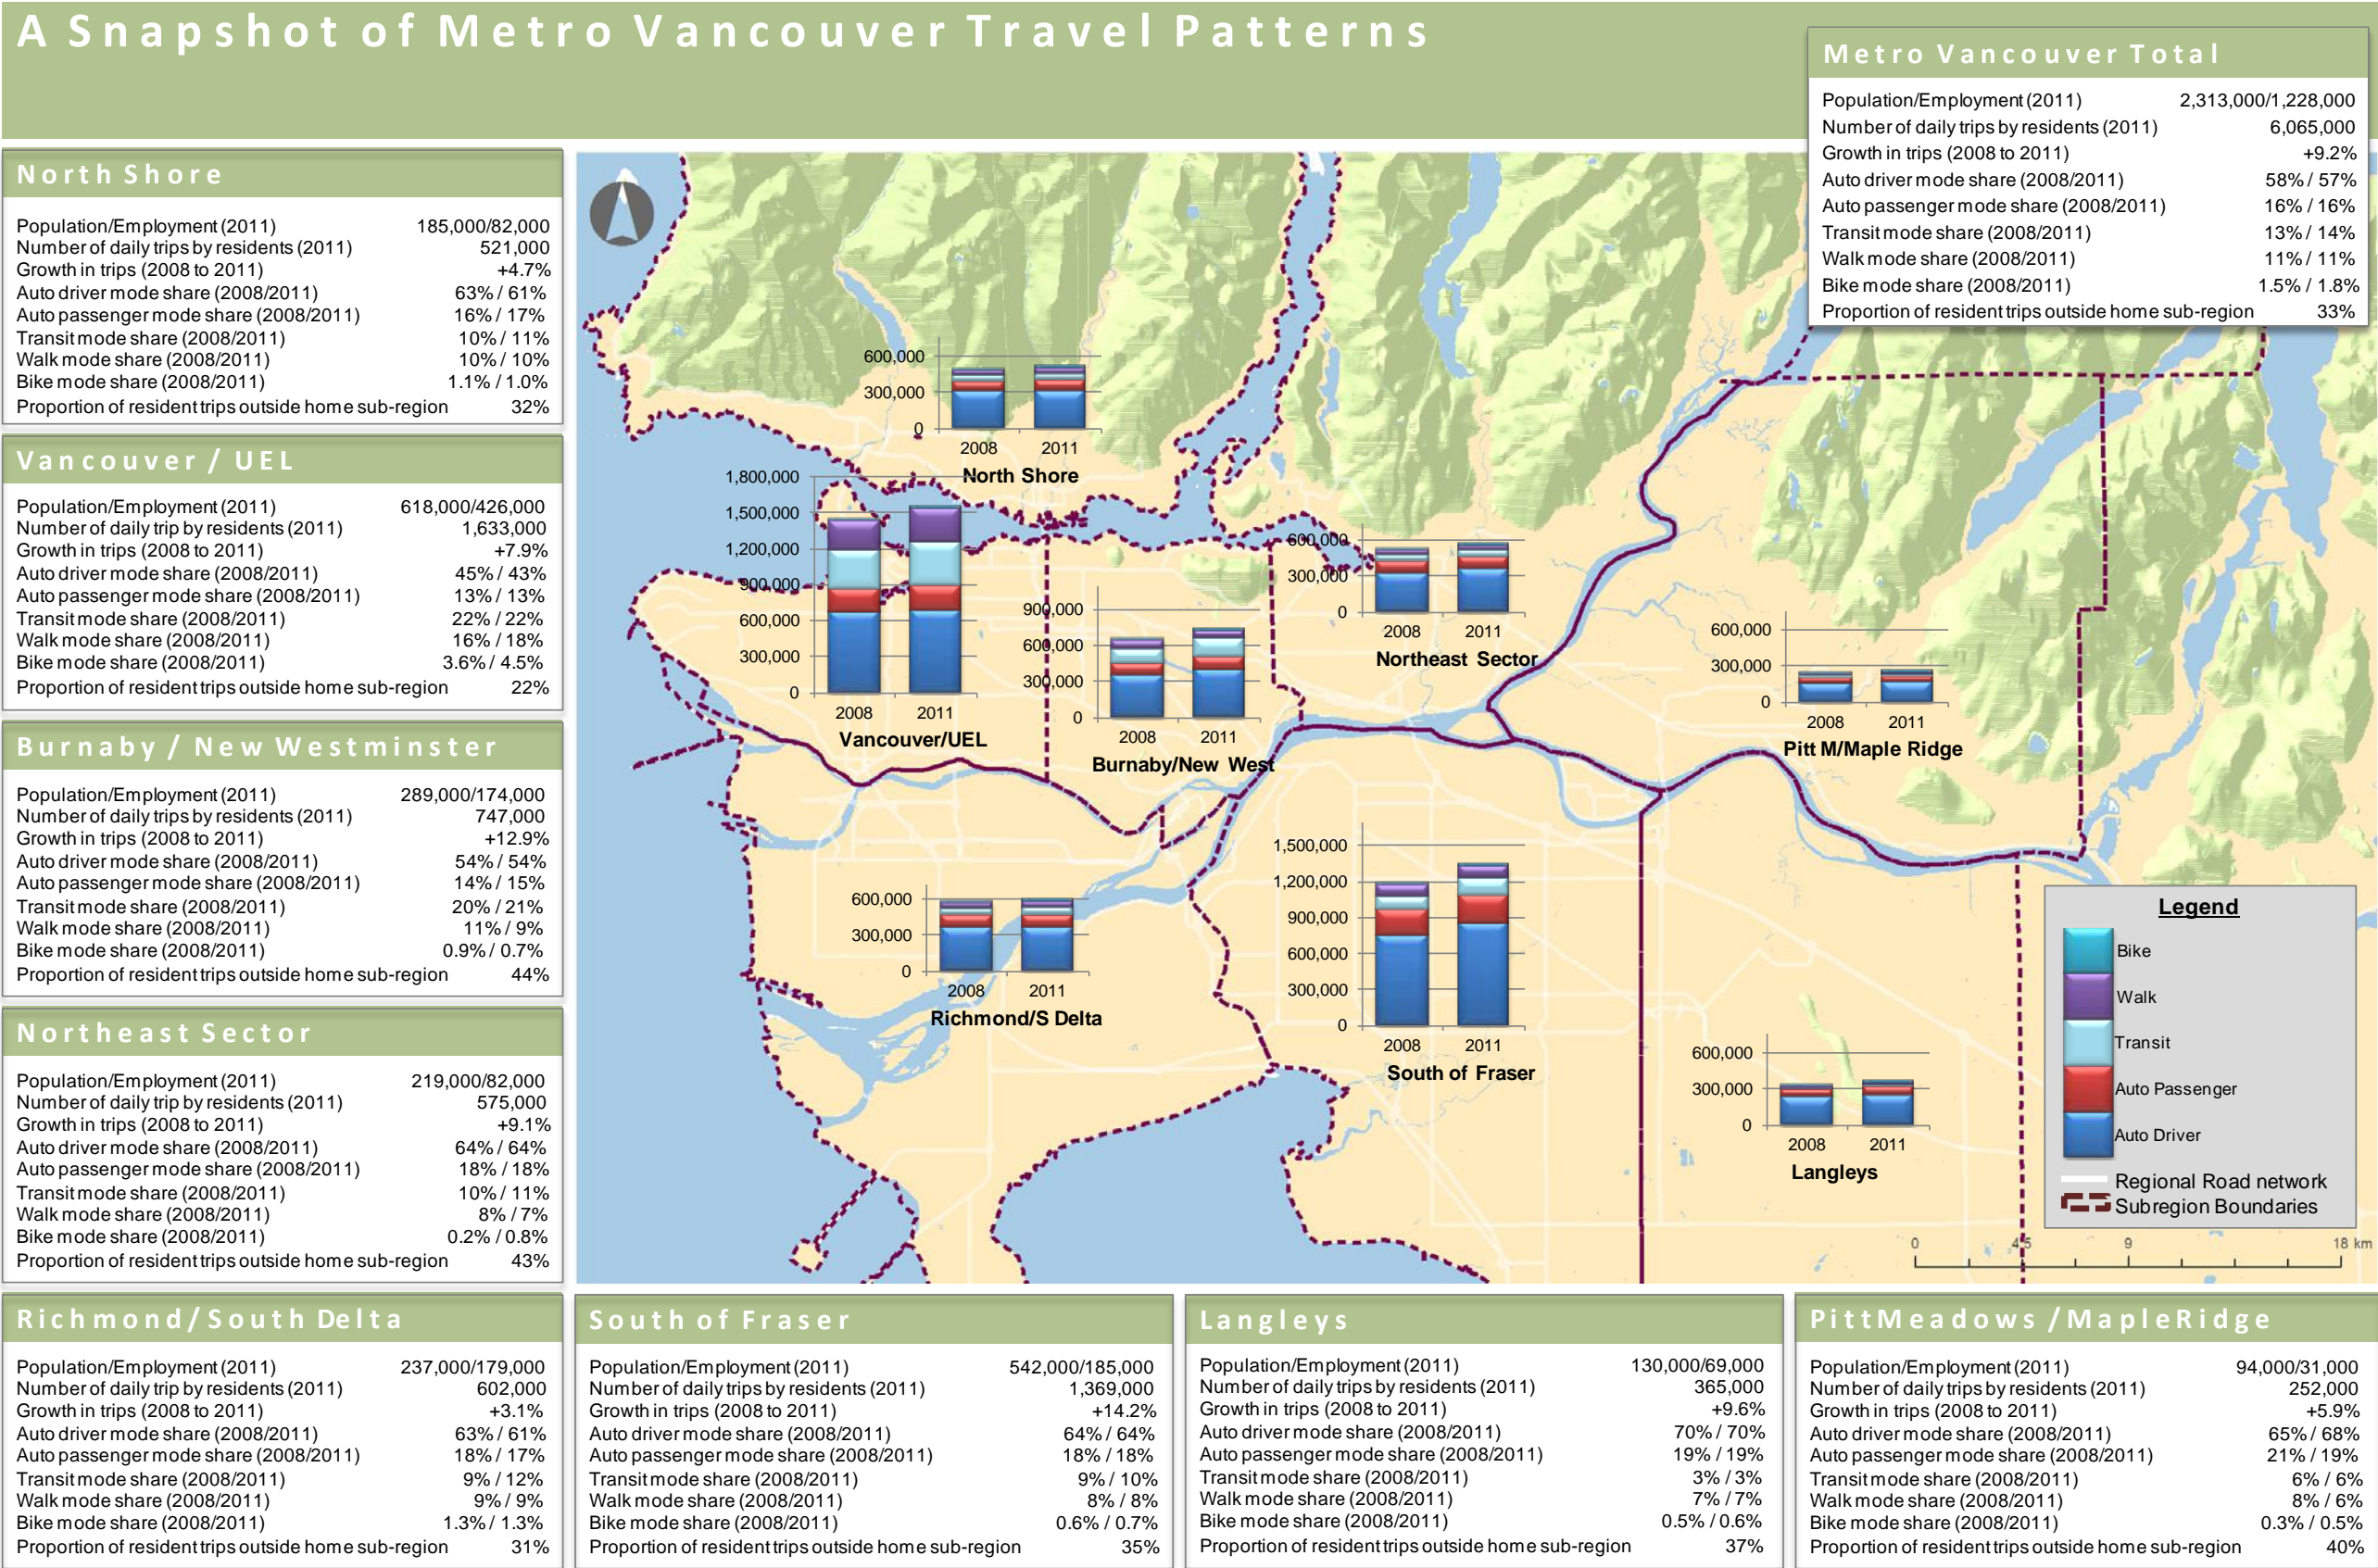 A Snapshot of Metro Vancouver Travel Patterns
Metro Vancouver Total
Population/Employment (2011) 2,313,000/1,228,000
Number of daily trips by residents (2011) 6,065,000
Growth in trips (2008 to 2011) +9.2%
Auto driver mode share (2008/2011) 58% / 57%
Auto passenger mode share (2008/2011) 16% / 16%
Transit mode share (2008/2011) 13% / 14%
Walk mode share (2008/2011) 11% / 11%
Bike mode share (2008/2011) 1.5% / 1.8%
Proportion of resident trips outside home sub-region 33%
North Shore
Population/Employment (2011) 185,000/82,000
Number of daily trips by residents (2011) 521,000
Growth in trips (2008 to 2011) +4.7%
Auto driver mode share (2008/2011) 63% / 61%
Auto passenger mode share (2008/2011) 16% / 17%
Transit mode share (2008/2011) 10% / 11%
Walk mode share (2008/2011) 10% / 10%
Bike mode share (2008/2011) 1.1% / 1.0%
Proportion of resident trips outside home sub-region 32%
Vancouver / UEL
Population/Employment (2011) 618,000/426,000
Number of daily trip by residents (2011) 1,633,000
Growth in trips (2008 to 2011) +7.9%
Auto driver mode share (2008/2011) 45% / 43%
Auto passenger mode share (2008/2011) 13% / 13%
Transit mode share (2008/2011) 22% / 22%
Walk mode share (2008/2011) 16% / 18%
Bike mode share (2008/2011) 3.6% / 4.5%
Proportion of resident trips outside home sub-region 22%
Burnaby / New Westminster
Population/Employment (2011) 289,000/174,000
Number of daily trips by residents (2011) 747,000
Growth in trips (2008 to 2011) +12.9%
Auto driver mode share (2008/2011) 54% / 54%
Auto passenger mode share (2008/2011) 14% / 15%
Transit mode share (2008/2011) 20% / 21%
Walk mode share (2008/2011) 11% / 9%
Bike mode share (2008/2011) 0.9% / 0.7%
Proportion of resident trips outside home sub-region 44%
Northeast Sector
Population/Employment (2011) 219,000/82,000
Number of daily trip by residents (2011) 575,000
Growth in trips (2008 to 2011) +9.1%
Auto driver mode share (2008/2011) 64% / 64%
Auto passenger mode share (2008/2011) 18% / 18%
Transit mode share (2008/2011) 10% / 11%
Walk mode share (2008/2011) 8% / 7%
Bike mode share (2008/2011) 0.2% / 0.8%
Proportion of resident trips outside home sub-region 43%
600,000
300,000
0
2008 2011
North Shore
1,800,000
1,500,000
1,200,000
900,000
600,000
300,000
0
2008 2011
Vancouver/UEL
900,000
600,000
300,000
0
2008 2011
Burnaby/New West
600,000
300,000
0
2008 2011
Northeast Sector
600,000
300,000
0
2008 2011
Pitt M/Maple Ridge
600,000
300,000
0
2008 2011
Richmond/S Delta
1,500,000
1,200,000
900,000
600,000
300,000
0
2008 2011
South of Fraser
600,000
300,000
0
2008 2011
Langleys
Legend
Bike
Walk
Transit
Auto Passenger
Auto Driver
Regional Road network
Subregion Boundaries
0 4.5 9 18 km
Richmond/ South Delta
Population/Employment (2011) 237,000/179,000
Number of daily trip by residents (2011) 602,000
Growth in trips (2008 to 2011) +3.1%
Auto driver mode share (2008/2011) 63% / 61%
Auto passenger mode share (2008/2011) 18% / 17%
Transit mode share (2008/2011) 9% / 12%
Walk mode share (2008/2011) 9% / 9%
Bike mode share (2008/2011) 1.3% / 1.3%
Proportion of resident trips outside home sub-region 31%
South of Fraser
Population/Employment (2011) 542,000/185,000
Number of daily trips by residents (2011) 1,369,000
Growth in trips (2008 to 2011) +14.2%
Auto driver mode share (2008/2011) 64% / 64%
Auto passenger mode share (2008/2011) 18% / 18%
Transit mode share (2008/2011) 9% / 10%
Walk mode share (2008/2011) 8% / 8%
Bike mode share (2008/2011) 0.6% / 0.7%
Proportion of resident trips outside home sub-region 35%
Langleys
Population/Employment (2011) 130,000/69,000
Number of daily trips by residents (2011) 365,000
Growth in trips (2008 to 2011) +9.6%
Auto driver mode share (2008/2011) 70% / 70%
Auto passenger mode share (2008/2011) 19% / 19%
Transit mode share (2008/2011) 3% / 3%
Walk mode share (2008/2011) 7% / 7%
Bike mode share (2008/2011) 0.5% / 0.6%
Proportion of resident trips outside home sub-region 37%
PittMeadows /MapleRidge
Population/Employment (2011) 94,000/31,000
Number of daily trips by residents (2011) 252,000
Growth in trips (2008 to 2011) +5.9%
Auto driver mode share (2008/2011) 65% / 68%
Auto passenger mode share (2008/2011) 21% / 19%
Transit mode share (2008/2011) 6% / 6%
Walk mode share (2008/2011) 8% / 6%
Bike mode share (2008/2011) 0.3% / 0.5%
Proportion of resident trips outside home sub-region 40%